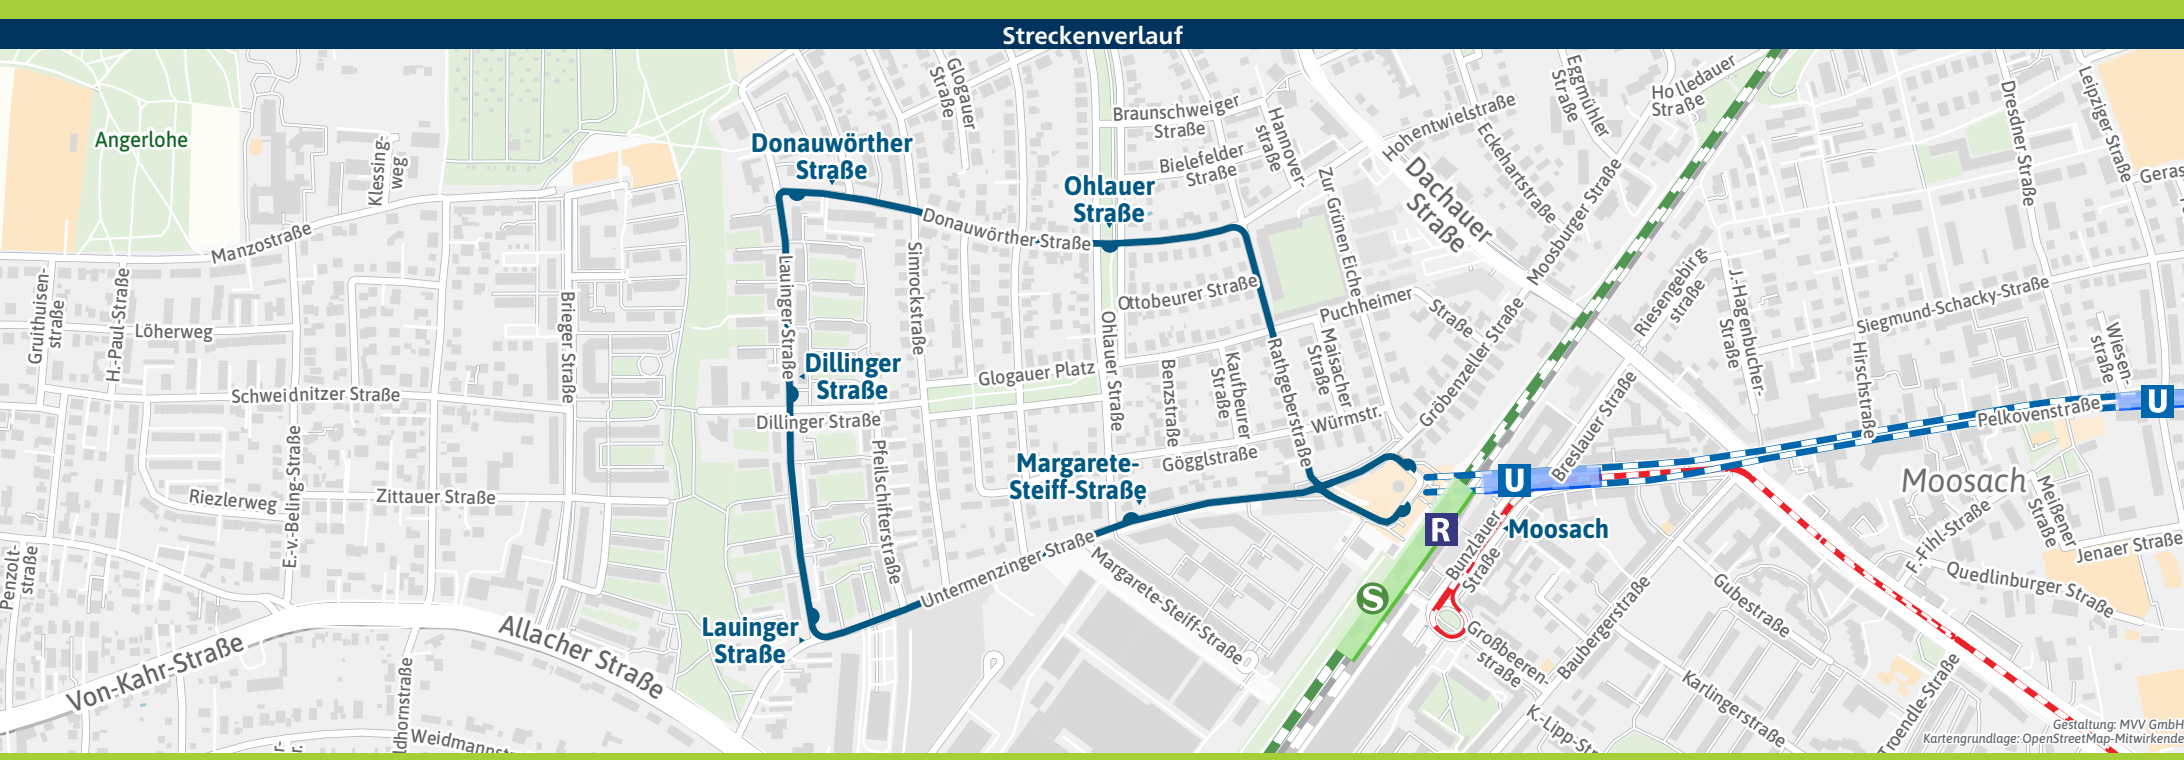 Streckenverlauf
Angerlohe
Klessing-
weg
Manzostraße
Gruithuisen-
straße
H.-Paul-Straße
Löherweg
Schweidnitzer Straße
Brieger Straße
E.-v.-Beling-Straße
Riezlerweg
Zittauer Straße
Penzolt-
straße
Von-Kahr-Straße
Allacher Straße
ldhornstraße
Weidmannst
Donauwörther
Straße
Glogauer
Straße
Donauwörther Straße
Simrockstraße
Lauinger Straße
Dillinger
Straße
Dillinger Straße
Pfeilschifterstraße
Lauinger
Straße
Untermenzinger Straße
Margarete-
Steiff-Straße
Margarete-Steiff-Straße
Ohlauer
Straße
Ohlauer Straße
Glogauer Platz
Ottobeurer Straße
Braunschweiger
Straße
Bielefelder
Straße
Hannover-
straße
Zur Grünen Eiche
Puchheimer
Straße
Benzstraße
Kaufbeurer
Straße
Rathgeberstraße
Maisacher
Straße
Würmstr.
Gögglstraße
Gröbenzeller Straße
Hohentwielstraße
Dachauer
Straße
Eckehartstraße
Eggmühler
Straße
Holledauer
Straße
Moosburger Straße
Riesengebirg
straße
J.-Hagenbucher-
Straße
Siegmund-Schacky-Straße
Hirschstraße
Dresdner Straße
Leipziger Straße
Geras
Wiesen-
straße
Pelkovenstraße
U
U
Breslauer Straße
R
S
Moosach
Bunzlauer
Straße
Moosach
Meißener
Straße
F.-Fihl-Straße
Jenaer Straße
Quedlinburger Straße
Gubestraße
Baubergerstraße
Großbeeren-
straße
Karlingerstraße
K.-Lipp-Str
Troendle-Straße
Gestaltung: MVV GmbH
Kartengrundlage: OpenStreetMap-Mitwirkende